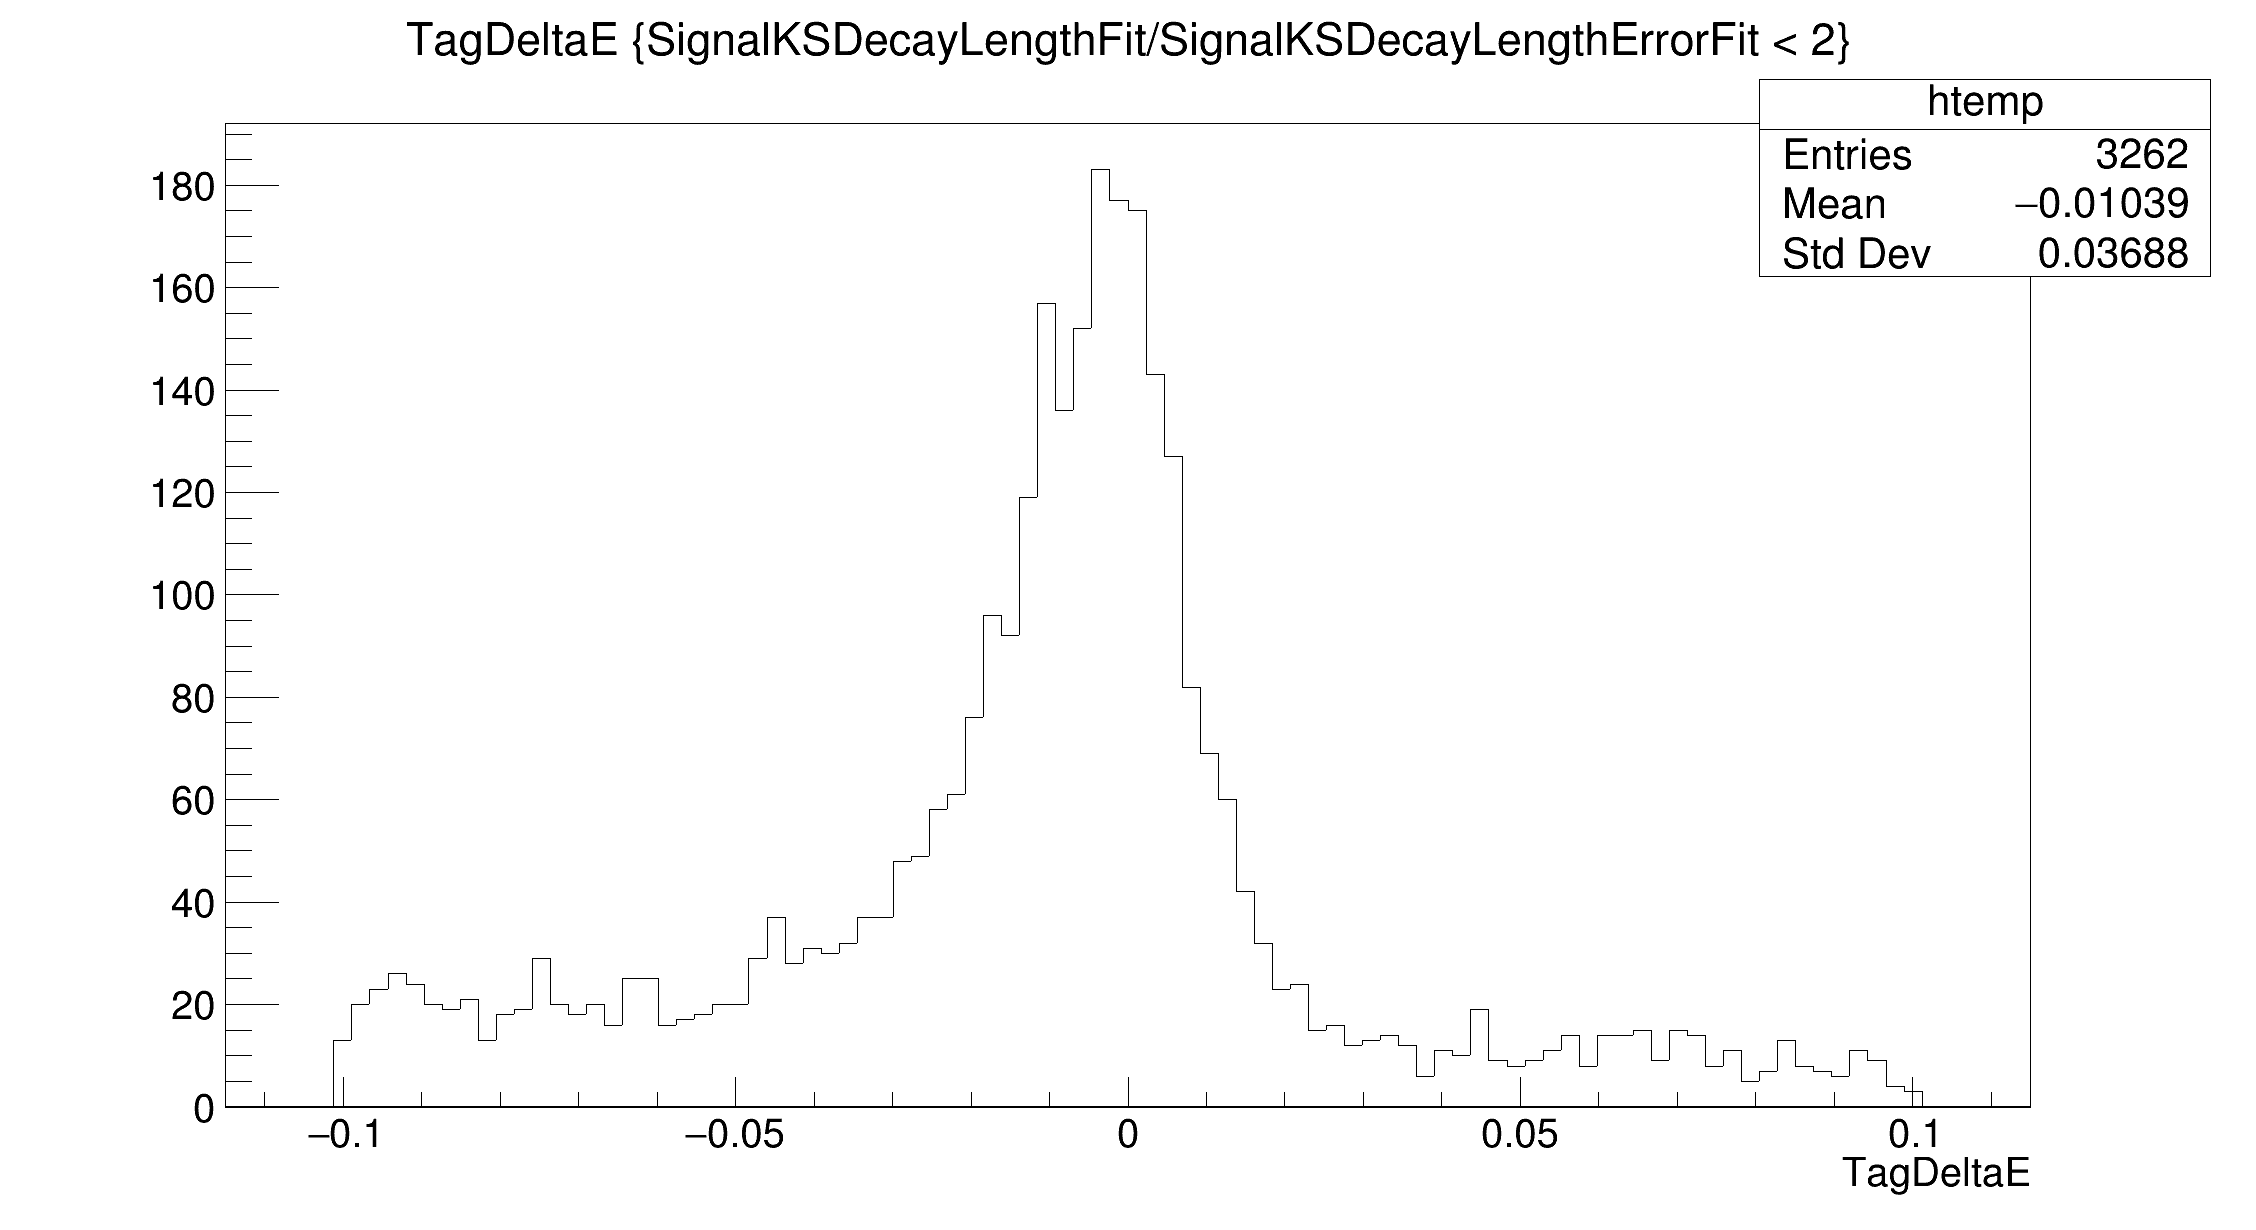 TagDeltaE {SignalKSDecayLengthFit/SignalKSDecayLengthErrorFit < 2}
htemp
Entries 3262
Mean −0.01039
Std Dev 0.03688
180
160
140
120
100
80
60
40
20
0
−0.1 −0.05 0 0.05 0.1
TagDeltaE